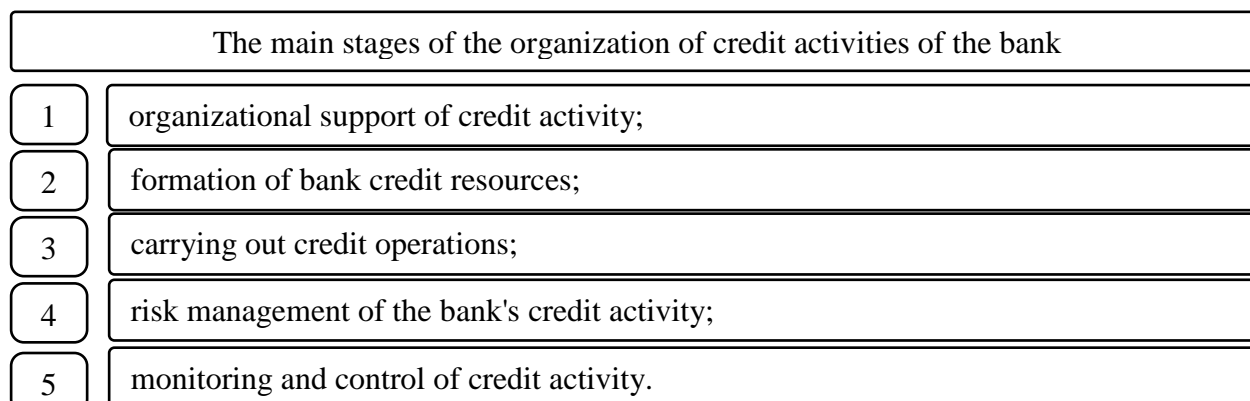 The main stages of the organization of credit activities of the bank
1 organizational support of credit activity;
2 formation of bank credit resources;
3 carrying out credit operations;
4 risk management of the bank's credit activity;
5 monitoring and control of credit activity.